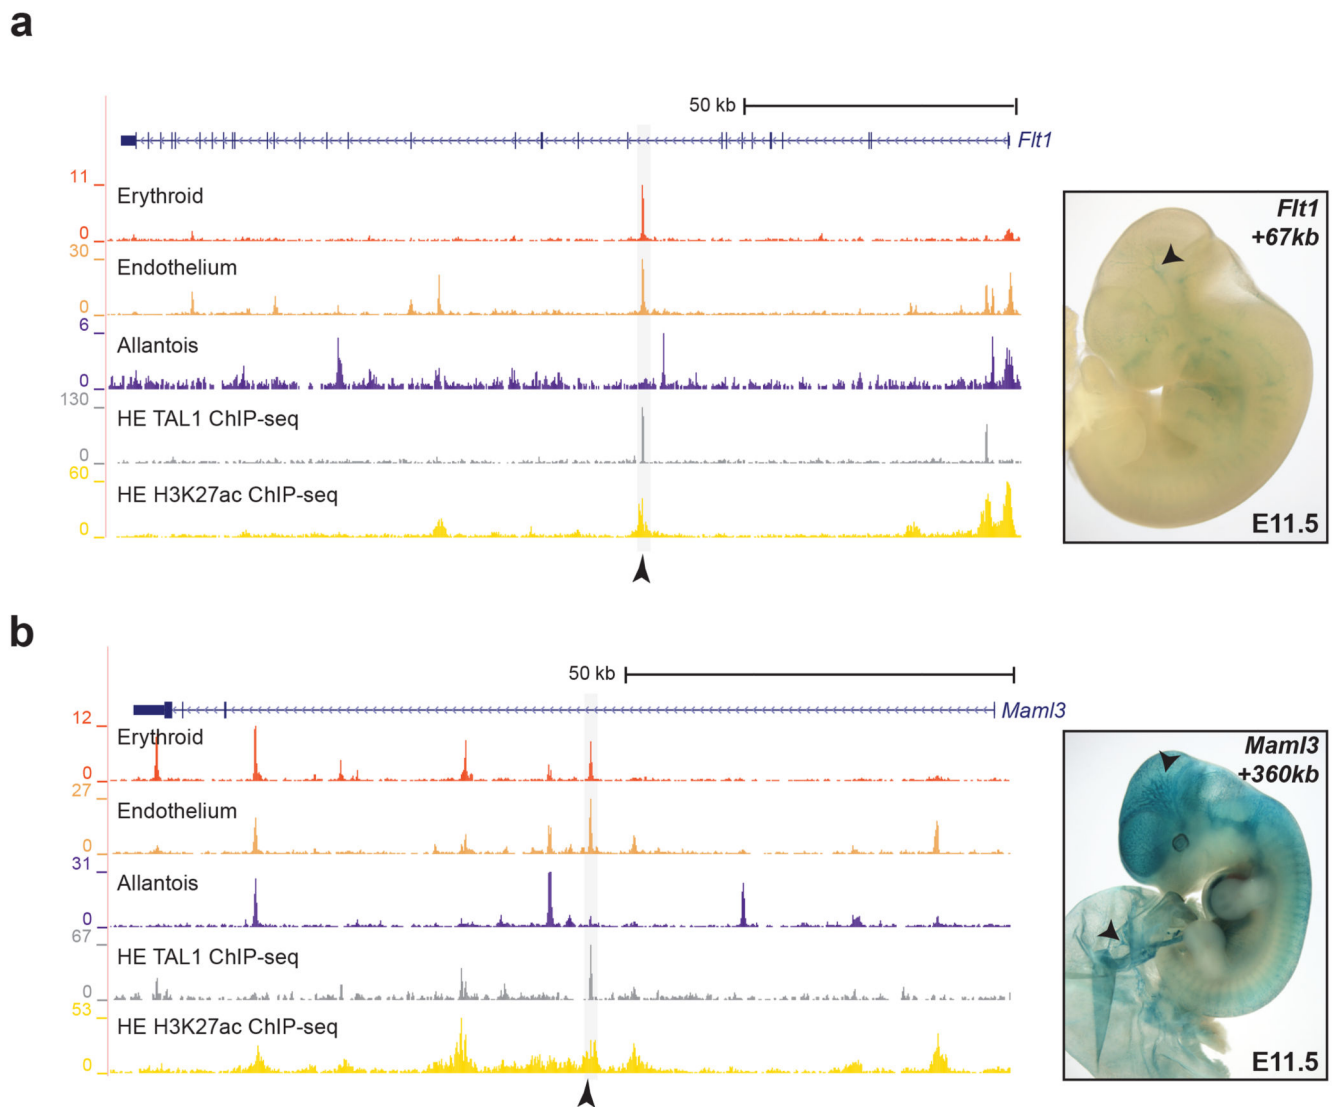 a
50 kb
Flt1
11
Erythroid
0
30
Endothelium
0
6
Allantois
0
130
HE TAL1 ChIP-seq
0
60
HE H3K27ac ChIP-seq
0
Flt1
+67kb
E11.5
b
50 kb
Maml3
12
Erythroid
0
27
Endothelium
0
31
Allantois
0
67
HE TAL1 ChIP-seq
0
53
HE H3K27ac ChIP-seq
0
Maml3
+360kb
E11.5